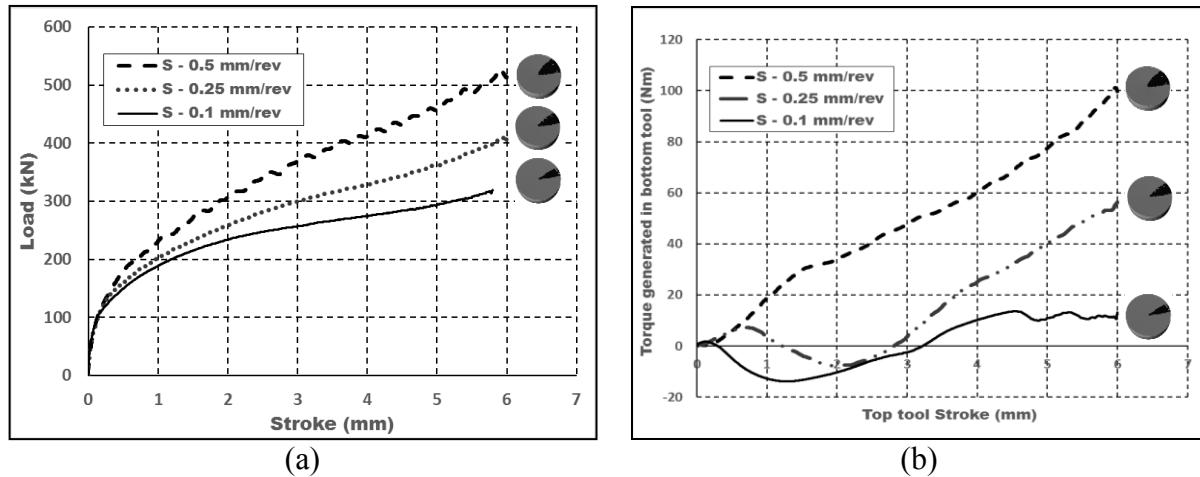 600
500
400
300
200
100
0
Load (kN)
S - 0.5 mm/rev
S - 0.25 mm/rev
S - 0.1 mm/rev
0 1 2 3 4 5 6 7
Stroke (mm)
(a)
120
100
80
60
40
20
0
-20
Torque generated in bottom tool (Nm)
S - 0.5 mm/rev
S - 0.25 mm/rev
S - 0.1 mm/rev
0 1 2 3 4 5 6 7
Top tool Stroke (mm)
(b)